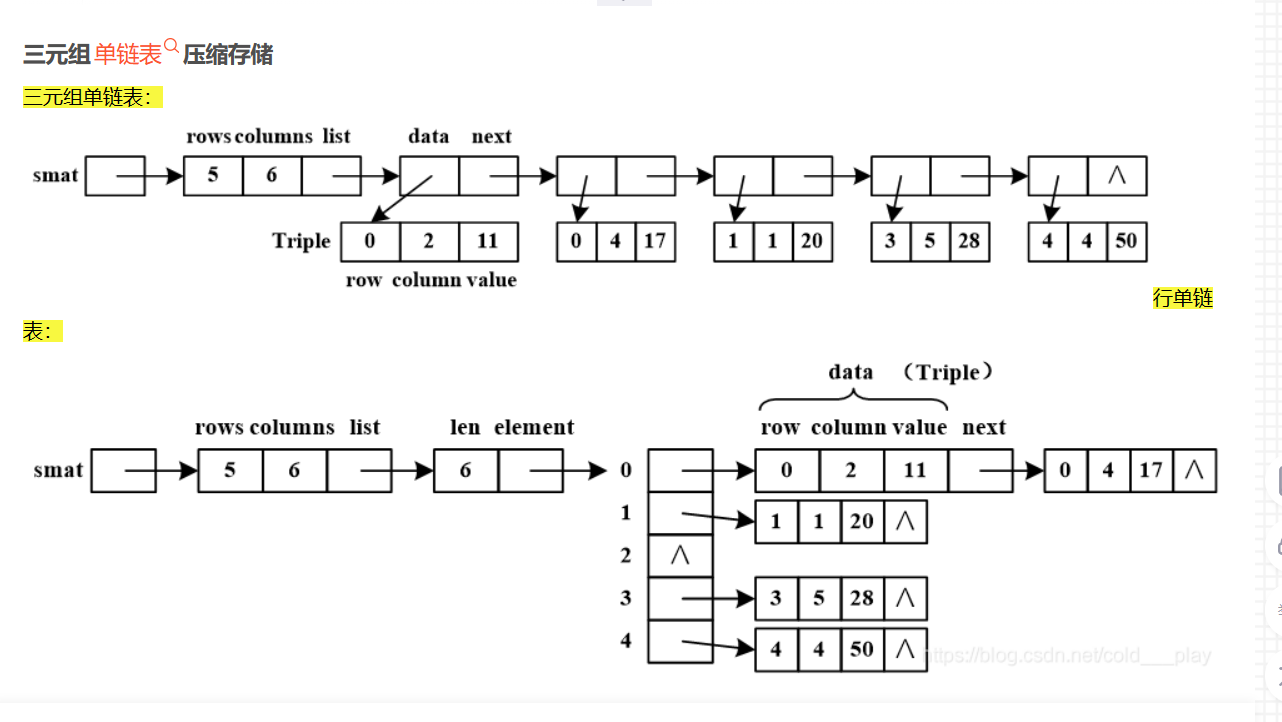 三元组单链表压缩存储
三元组单链表：
rows columns list data next
smat 5 6 ∧
Triple 0 2 11 0 4 17 1 1 20 3 5 28 4 4 50
row column value
行单链
表：
data （Triple）
rows columns list len element row column value next
smat 5 6 6 0 0 2 11 0 4 17 ∧
1 1 1 20 ∧
2 ∧
3 3 5 28 ∧
4 4 4 50 ∧
https://blog.csdn.net/cold___play